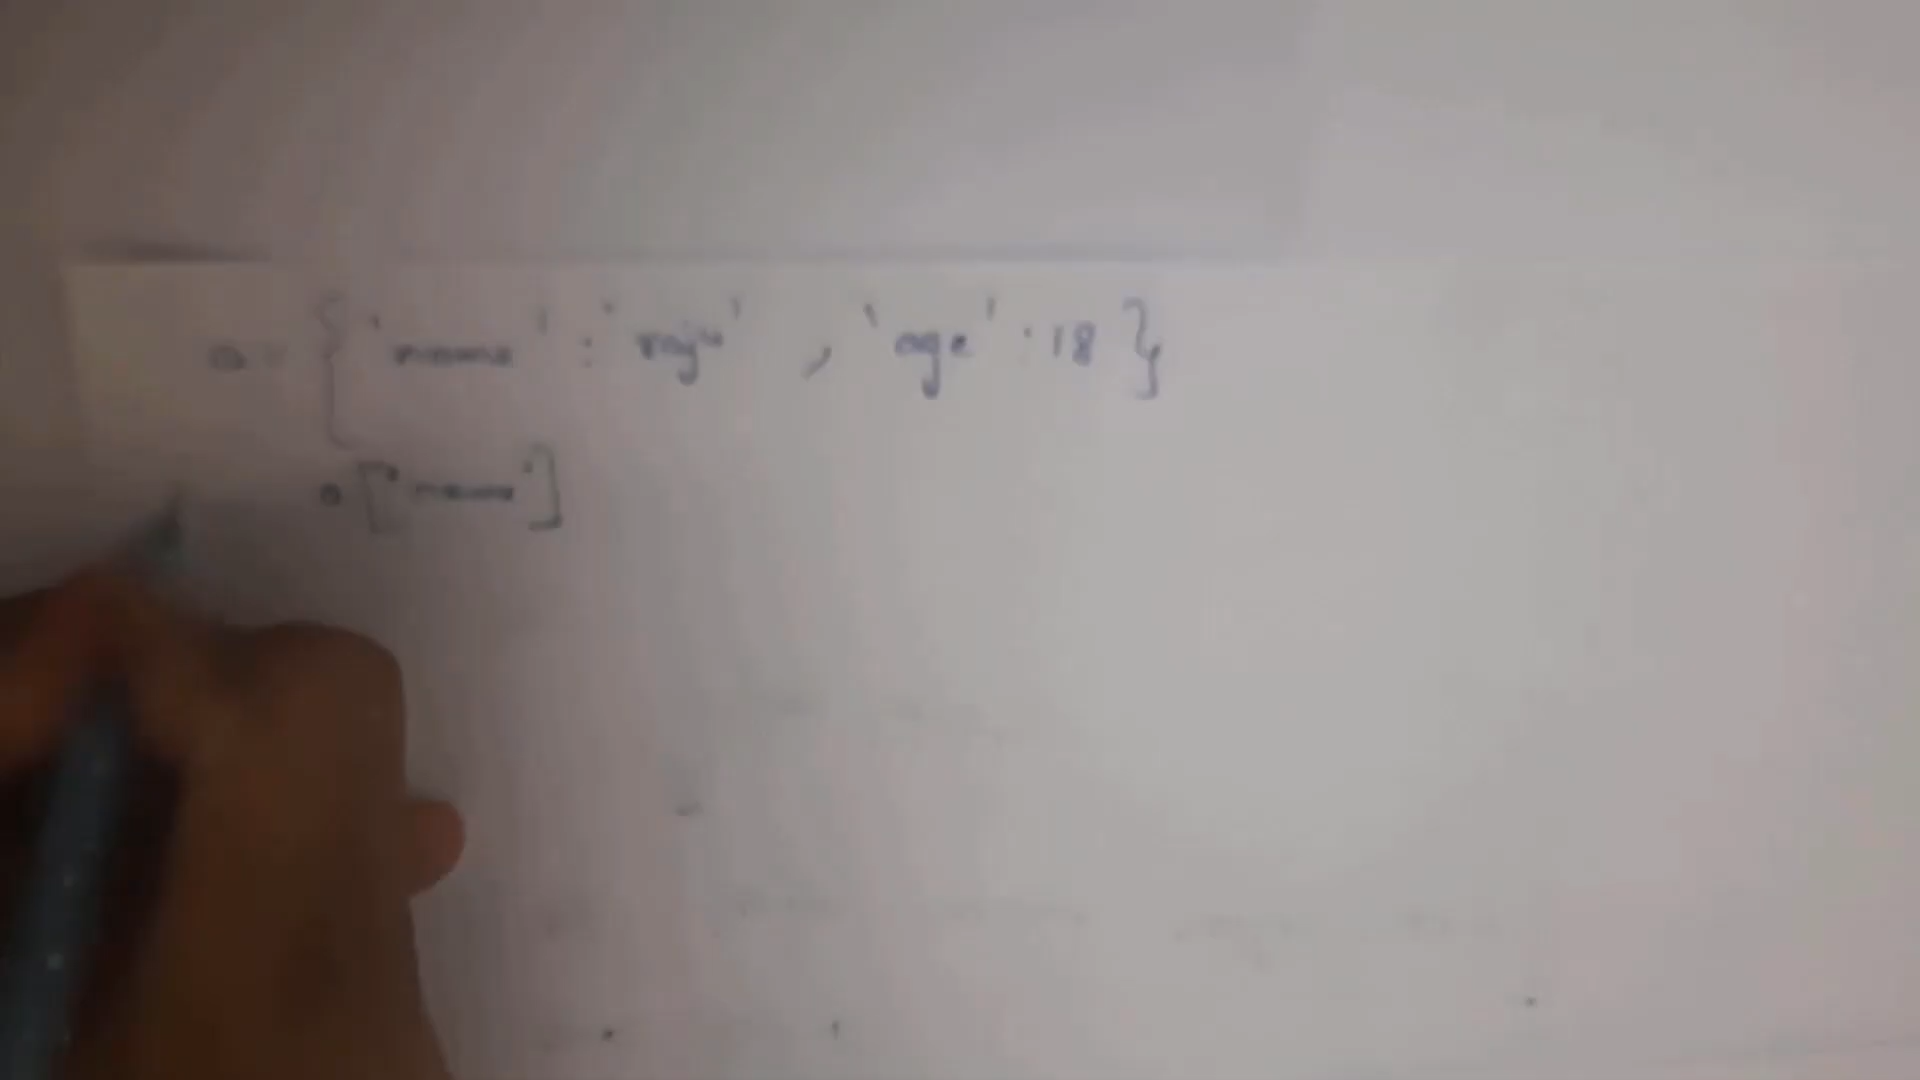 a = {'name' : 'raju' , 'age' : 18}
a['name']